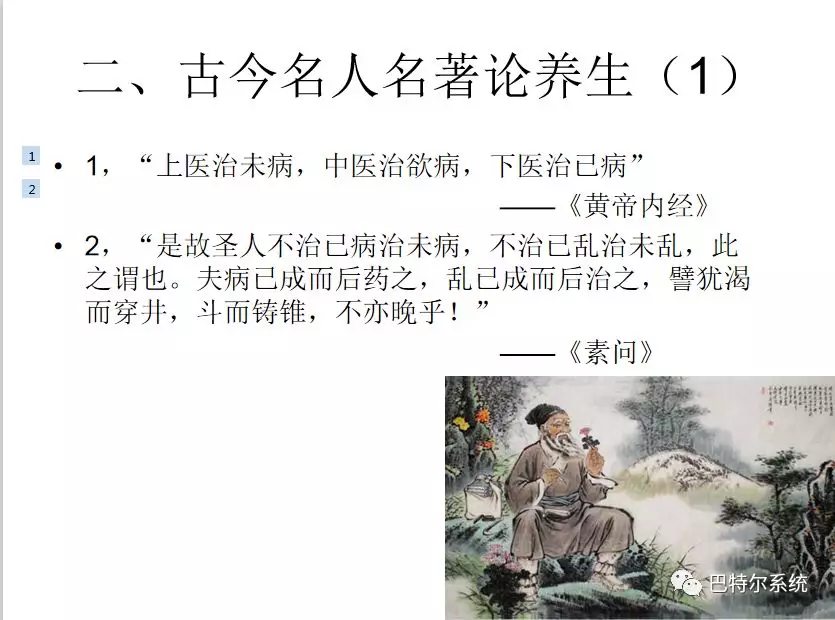 二、古今名人名著论养生（1）
1
• 1，“上医治未病，中医治欲病，下医治已病”
——《黄帝内经》
2
• 2，“是故圣人不治已病治未病，不治已乱治未乱，此
之谓也。夫病已成而后药之，乱已成而后治之，譬犹渴
而穿井，斗而铸锥，不亦晚乎！”
——《素问》
巴特尔系统